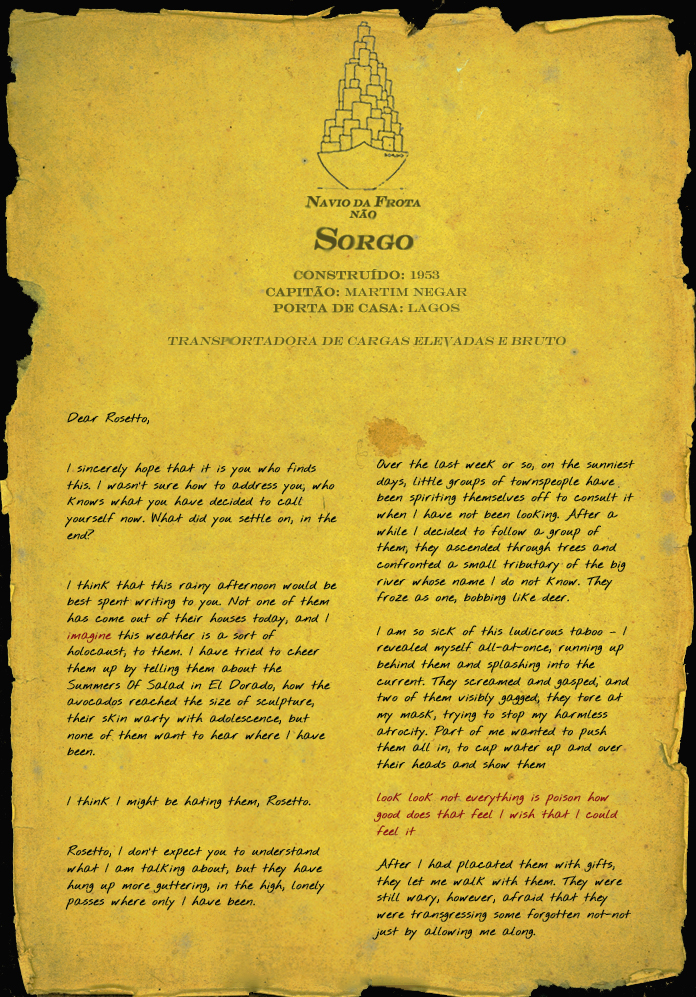 SORGO
NAVIO DA FROTA
NÃO
SORGO
CONSTRUÍDO: 1953
CAPITÃO: MARTIM NEGAR
PORTA DE CASA: LAGOS
TRANSPORTADORA DE CARGAS ELEVADAS E BRUTO
Dear Rosetto,
I sincerely hope that it is you who finds
this. I wasn't sure how to address you, who
knows what you have decided to call
yourself now. What did you settle on, in the
end?
I think that this rainy afternoon would be
best spent writing to you. Not one of them
has come out of their houses today, and I
imagine this weather is a sort of
holocaust, to them. I have tried to cheer
them up by telling them about the
Summers Of Salad in El Dorado, how the
avocados reached the size of sculpture,
their skin warty with adolescence, but
none of them want to hear where I have
been.
I think I might be hating them, Rosetto.
Rosetto, I don't expect you to understand
what I am talking about, but they have
hung up more guttering, in the high, lonely
passes where only I have been.
Over the last week or so, on the sunniest
days, little groups of townspeople have
been spiriting themselves off to consult it
when I have not been looking. After a
while I decided to follow a group of
them; they ascended through trees and
confronted a small tributary of the big
river whose name I do not know. They
froze as one, bobbing like deer.
I am so sick of this ludicrous taboo – I
revealed myself all-at-once, running up
behind them and splashing into the
current. They screamed and gasped, and
two of them visibly gagged, they tore at
my mask, trying to stop my harmless
atrocity. Part of me wanted to push
them all in, to cup water up and over
their heads and show them
look look not everything is poison how
good does that feel I wish that I could
feel it
After I had placated them with gifts,
they let me walk with them. They were
still wary, however, afraid that they
were transgressing some forgotten not-not
just by allowing me along.